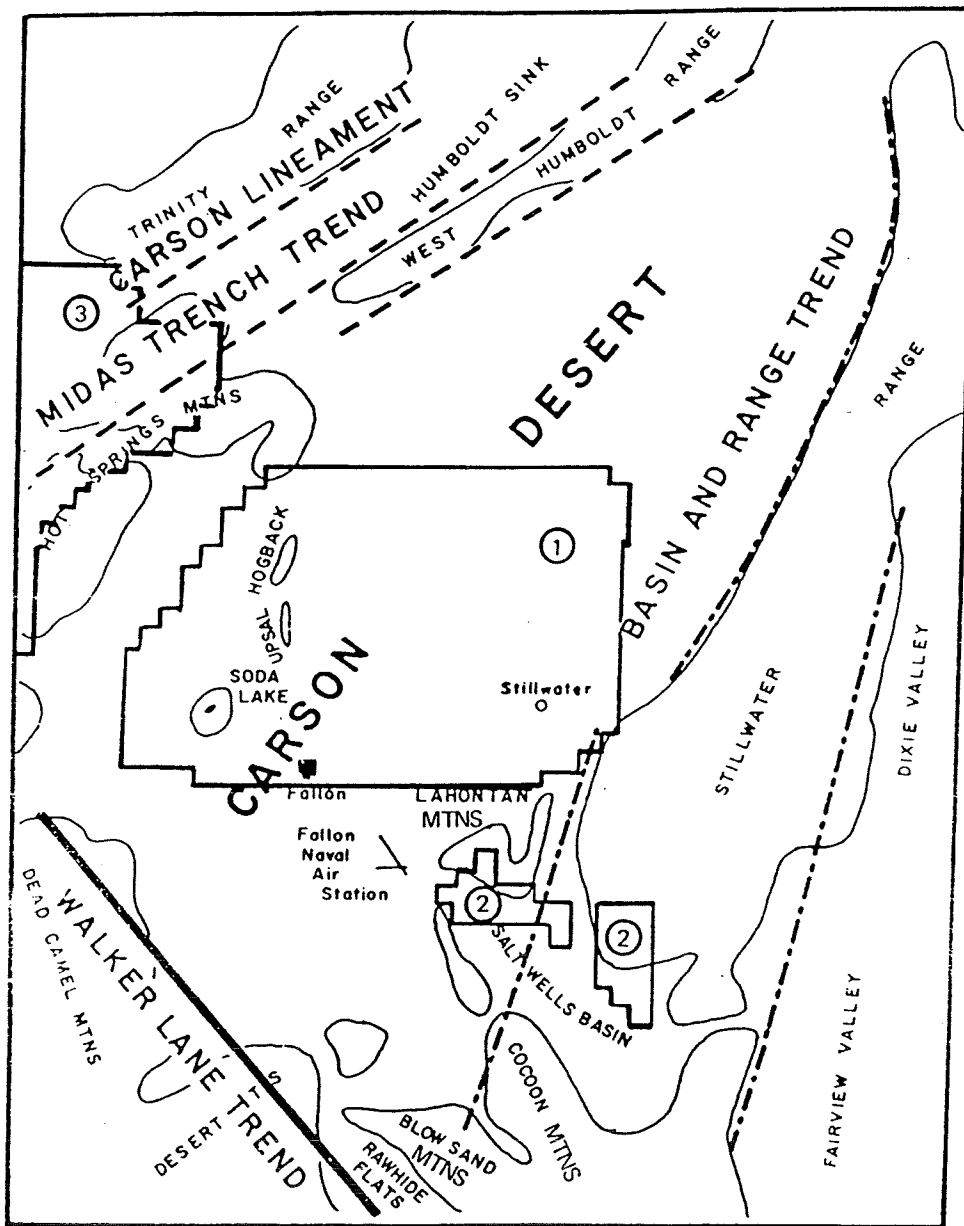 TRINITY RANGE
CARSON LINEAMENT
HUMBOLDT SINK
WEST HUMBOLDT RANGE
MIDAS TRENCH TREND
3
HOT SPRINGS MTNS
DESERT
BASIN AND RANGE TREND
RANGE
1
UPSAL HOGBACK
SODA
LAKE
Stillwater
CARSON
STILLWATER
DIXIE VALLEY
Fallon
LAHONTAN
MTNS
Fallon
Naval
Air
Station
2
2
SALT WELLS BASIN
DEAD CAMEL MTNS
WALKER LANE TREND
DESERT MTS
COCOON MTNS
BLOW SAND
MTNS
RAWHIDE
FLATS
FAIRVIEW VALLEY